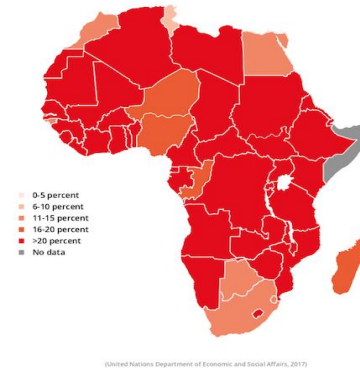 0-5 percent
6-10 percent
11-15 percent
16-20 percent
>20 percent
No data
(United Nations Department of Economic and Social Affairs, 2017)